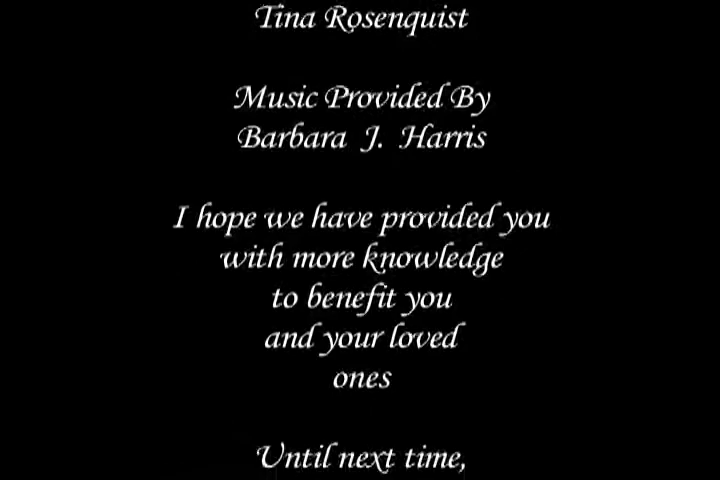 Tina Rosenquist
Music Provided By
Barbara J. Harris
I hope we have provided you
with more knowledge
to benefit you
and your loved
ones
Until next time,